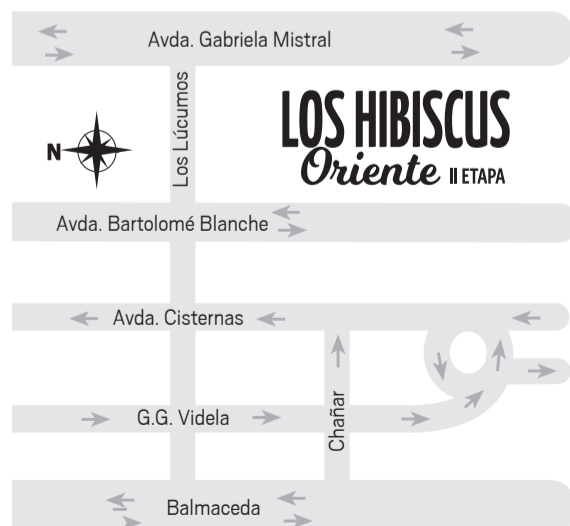 Avda. Gabriela Mistral
Los Lúcumos
LOS HIBISCUS
Oriente II ETAPA
N
Avda. Bartolomé Blanche
Avda. Cisternas
G.G. Videla
Chañar
Balmaceda